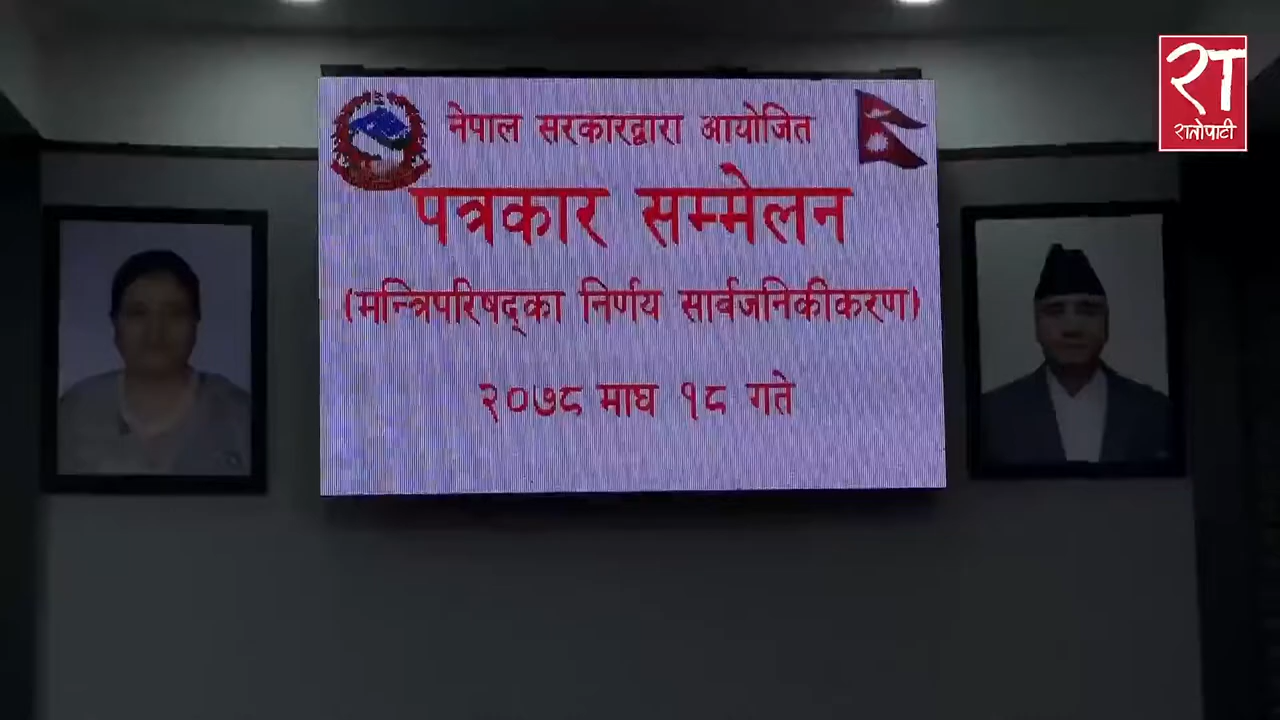 नेपाल सरकारद्वारा आयोजित
पत्रकार सम्मेलन
(मन्त्रिपरिषद्का निर्णय सार्वजनिकीकरण)
२०७८ माघ १८ गते
रा
रातोपाटी